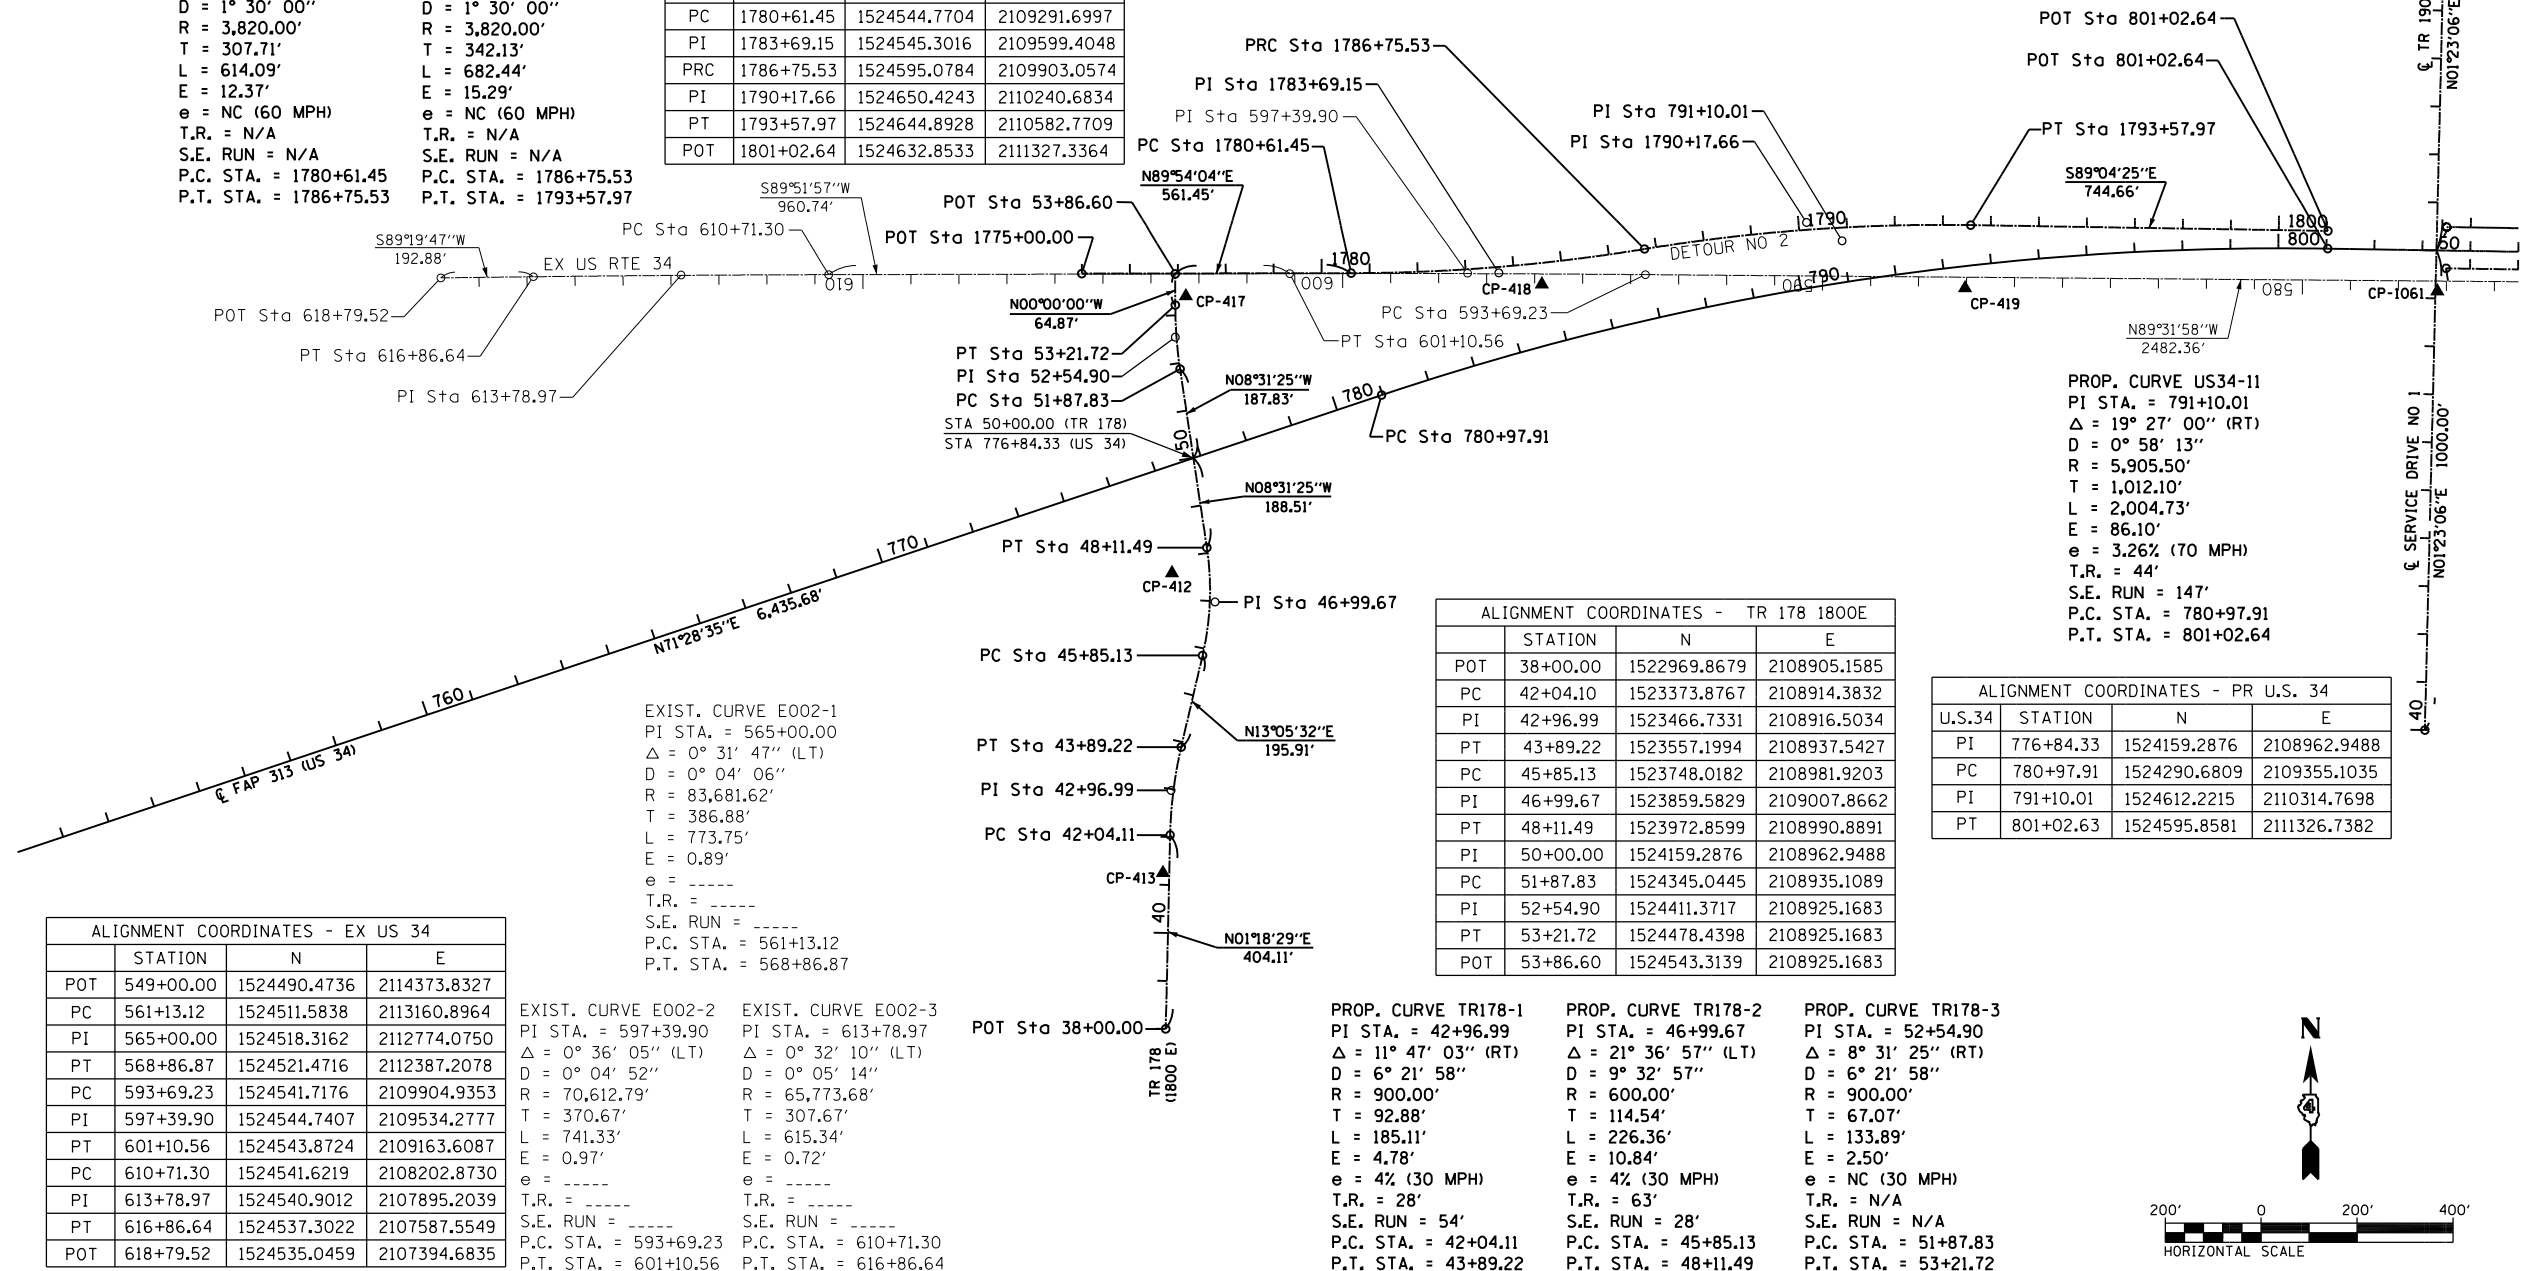 D = 1° 30' 00''
R = 3,820.00'
T = 307.71'
L = 614.09'
E = 12.37'
e = NC (60 MPH)
T.R. = N/A
S.E. RUN = N/A
P.C. STA. = 1780+61.45
P.T. STA. = 1786+75.53
D = 1° 30' 00''
R = 3,820.00'
T = 342.13'
L = 682.44'
E = 15.29'
e = NC (60 MPH)
T.R. = N/A
S.E. RUN = N/A
P.C. STA. = 1786+75.53
P.T. STA. = 1793+57.97
PC 1780+61.45 1524544.7704 2109291.6997
PI 1783+69.15 1524545.3016 2109599.4048
PRC 1786+75.53 1524595.0784 2109903.0574
PI 1790+17.66 1524650.4243 2110240.6834
PT 1793+57.97 1524644.8928 2110582.7709
POT 1801+02.64 1524632.8533 2111327.3364
PRC Sta 1786+75.53
PI Sta 1783+69.15
PI Sta 597+39.90
PC Sta 1780+61.45
N89°54'04''E
561.45'
POT Sta 53+86.60
POT Sta 1775+00.00
S89°51'57''W
960.74'
PC Sta 610+71.30
S89°19'47''W
192.88'
EX US RTE 34
610
POT Sta 618+79.52
PT Sta 616+86.64
PI Sta 613+78.97
PI Sta 791+10.01
PI Sta 1790+17.66
POT Sta 801+02.64
POT Sta 801+02.64
PT Sta 1793+57.97
S89°04'25''E
744.66'
℄ TR 190
N01°23'06''E
1780
1790
1800
800
60
DETOUR NO 2
600
590
790
580
CP-417
CP-418
CP-419
CP-1061
PC Sta 593+69.23
PT Sta 601+10.56
N89°31'58''W
2482.36'
N00°00'00''W
64.87'
PT Sta 53+21.72
PI Sta 52+54.90
PC Sta 51+87.83
N08°31'25''W
187.83'
STA 50+00.00 (TR 178)
STA 776+84.33 (US 34)
50
780
PC Sta 780+97.91
N08°31'25''W
188.51'
770
PT Sta 48+11.49
CP-412
PI Sta 46+99.67
N71°28'35''E 6,435.68'
760
℄ FAP 313 (US 34)
PC Sta 45+85.13
N13°05'32''E
195.91'
PT Sta 43+89.22
PI Sta 42+96.99
PC Sta 42+04.11
CP-413
40
N01°18'29''E
404.11'
POT Sta 38+00.00
TR 178
(1800 E)
PROP. CURVE US34-11
PI STA. = 791+10.01
Δ = 19° 27' 00'' (RT)
D = 0° 58' 13''
R = 5,905.50'
T = 1,012.10'
L = 2,004.73'
E = 86.10'
e = 3.26% (70 MPH)
T.R. = 44'
S.E. RUN = 147'
P.C. STA. = 780+97.91
P.T. STA. = 801+02.64
℄ SERVICE DRIVE NO 1
N01°23'06''E 1000.00'
40
ALIGNMENT COORDINATES - TR 178 1800E
STATION N E
POT 38+00.00 1522969.8679 2108905.1585
PC 42+04.10 1523373.8767 2108914.3832
PI 42+96.99 1523466.7331 2108916.5034
PT 43+89.22 1523557.1994 2108937.5427
PC 45+85.13 1523748.0182 2108981.9203
PI 46+99.67 1523859.5829 2109007.8662
PT 48+11.49 1523972.8599 2108990.8891
PI 50+00.00 1524159.2876 2108962.9488
PC 51+87.83 1524345.0445 2108935.1089
PI 52+54.90 1524411.3717 2108925.1683
PT 53+21.72 1524478.4398 2108925.1683
POT 53+86.60 1524543.3139 2108925.1683
ALIGNMENT COORDINATES - PR U.S. 34
U.S.34 STATION N E
PI 776+84.33 1524159.2876 2108962.9488
PC 780+97.91 1524290.6809 2109355.1035
PI 791+10.01 1524612.2215 2110314.7698
PT 801+02.63 1524595.8581 2111326.7382
EXIST. CURVE E002-1
PI STA. = 565+00.00
Δ = 0° 31' 47'' (LT)
D = 0° 04' 06''
R = 83,681.62'
T = 386.88'
L = 773.75'
E = 0.89'
e = _____
T.R. = _____
S.E. RUN = _____
P.C. STA. = 561+13.12
P.T. STA. = 568+86.87
ALIGNMENT COORDINATES - EX US 34
STATION N E
POT 549+00.00 1524490.4736 2114373.8327
PC 561+13.12 1524511.5838 2113160.8964
PI 565+00.00 1524518.3162 2112774.0750
PT 568+86.87 1524521.4716 2112387.2078
PC 593+69.23 1524541.7176 2109904.9353
PI 597+39.90 1524544.7407 2109534.2777
PT 601+10.56 1524543.8724 2109163.6087
PC 610+71.30 1524541.6219 2108202.8730
PI 613+78.97 1524540.9012 2107895.2039
PT 616+86.64 1524537.3022 2107587.5549
POT 618+79.52 1524535.0459 2107394.6835
EXIST. CURVE E002-2
PI STA. = 597+39.90
Δ = 0° 36' 05'' (LT)
D = 0° 04' 52''
R = 70,612.79'
T = 370.67'
L = 741.33'
E = 0.97'
e = _____
T.R. = _____
S.E. RUN = _____
P.C. STA. = 593+69.23
P.T. STA. = 601+10.56
EXIST. CURVE E002-3
PI STA. = 613+78.97
Δ = 0° 32' 10'' (LT)
D = 0° 05' 14''
R = 65,773.68'
T = 307.67'
L = 615.34'
E = 0.72'
e = _____
T.R. = _____
S.E. RUN = _____
P.C. STA. = 610+71.30
P.T. STA. = 616+86.64
PROP. CURVE TR178-1
PI STA. = 42+96.99
Δ = 11° 47' 03'' (RT)
D = 6° 21' 58''
R = 900.00'
T = 92.88'
L = 185.11'
E = 4.78'
e = 4% (30 MPH)
T.R. = 28'
S.E. RUN = 54'
P.C. STA. = 42+04.11
P.T. STA. = 43+89.22
PROP. CURVE TR178-2
PI STA. = 46+99.67
Δ = 21° 36' 57'' (LT)
D = 9° 32' 57''
R = 600.00'
T = 114.54'
L = 226.36'
E = 10.84'
e = 4% (30 MPH)
T.R. = 63'
S.E. RUN = 28'
P.C. STA. = 45+85.13
P.T. STA. = 48+11.49
PROP. CURVE TR178-3
PI STA. = 52+54.90
Δ = 8° 31' 25'' (RT)
D = 6° 21' 58''
R = 900.00'
T = 67.07'
L = 133.89'
E = 2.50'
e = NC (30 MPH)
T.R. = N/A
S.E. RUN = N/A
P.C. STA. = 51+87.83
P.T. STA. = 53+21.72
N
4
200' 0 200' 400'
HORIZONTAL SCALE